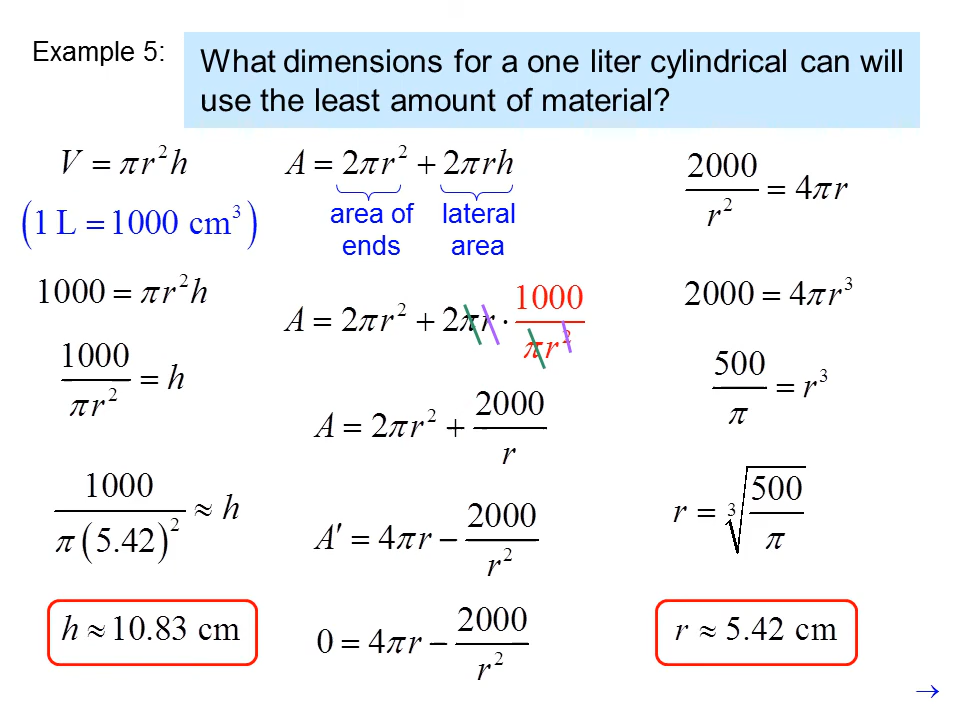 Example 5:
What dimensions for a one liter cylindrical can will
use the least amount of material?
V = πr²h
(1 L = 1000 cm³)
1000 = πr²h
1000/πr² = h
1000/π(5.42)² ≈ h
h ≈ 10.83 cm
A = 2πr² + 2πrh
area of ends
lateral area
A = 2πr² + 2πr · 1000/πr²
A = 2πr² + 2000/r
A′ = 4πr − 2000/r²
0 = 4πr − 2000/r²
2000/r² = 4πr
2000 = 4πr³
500/π = r³
r = ∛(500/π)
r ≈ 5.42 cm
→